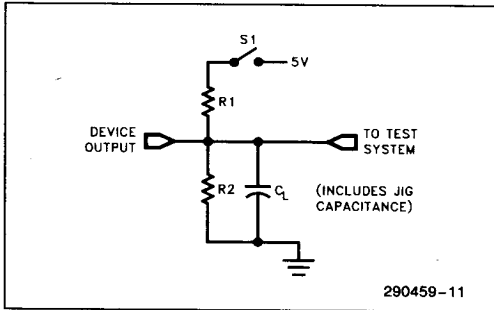 S1
5V
R1
DEVICE
OUTPUT
TO TEST
SYSTEM
R2
CL
(INCLUDES JIG
CAPACITANCE)
290459-11